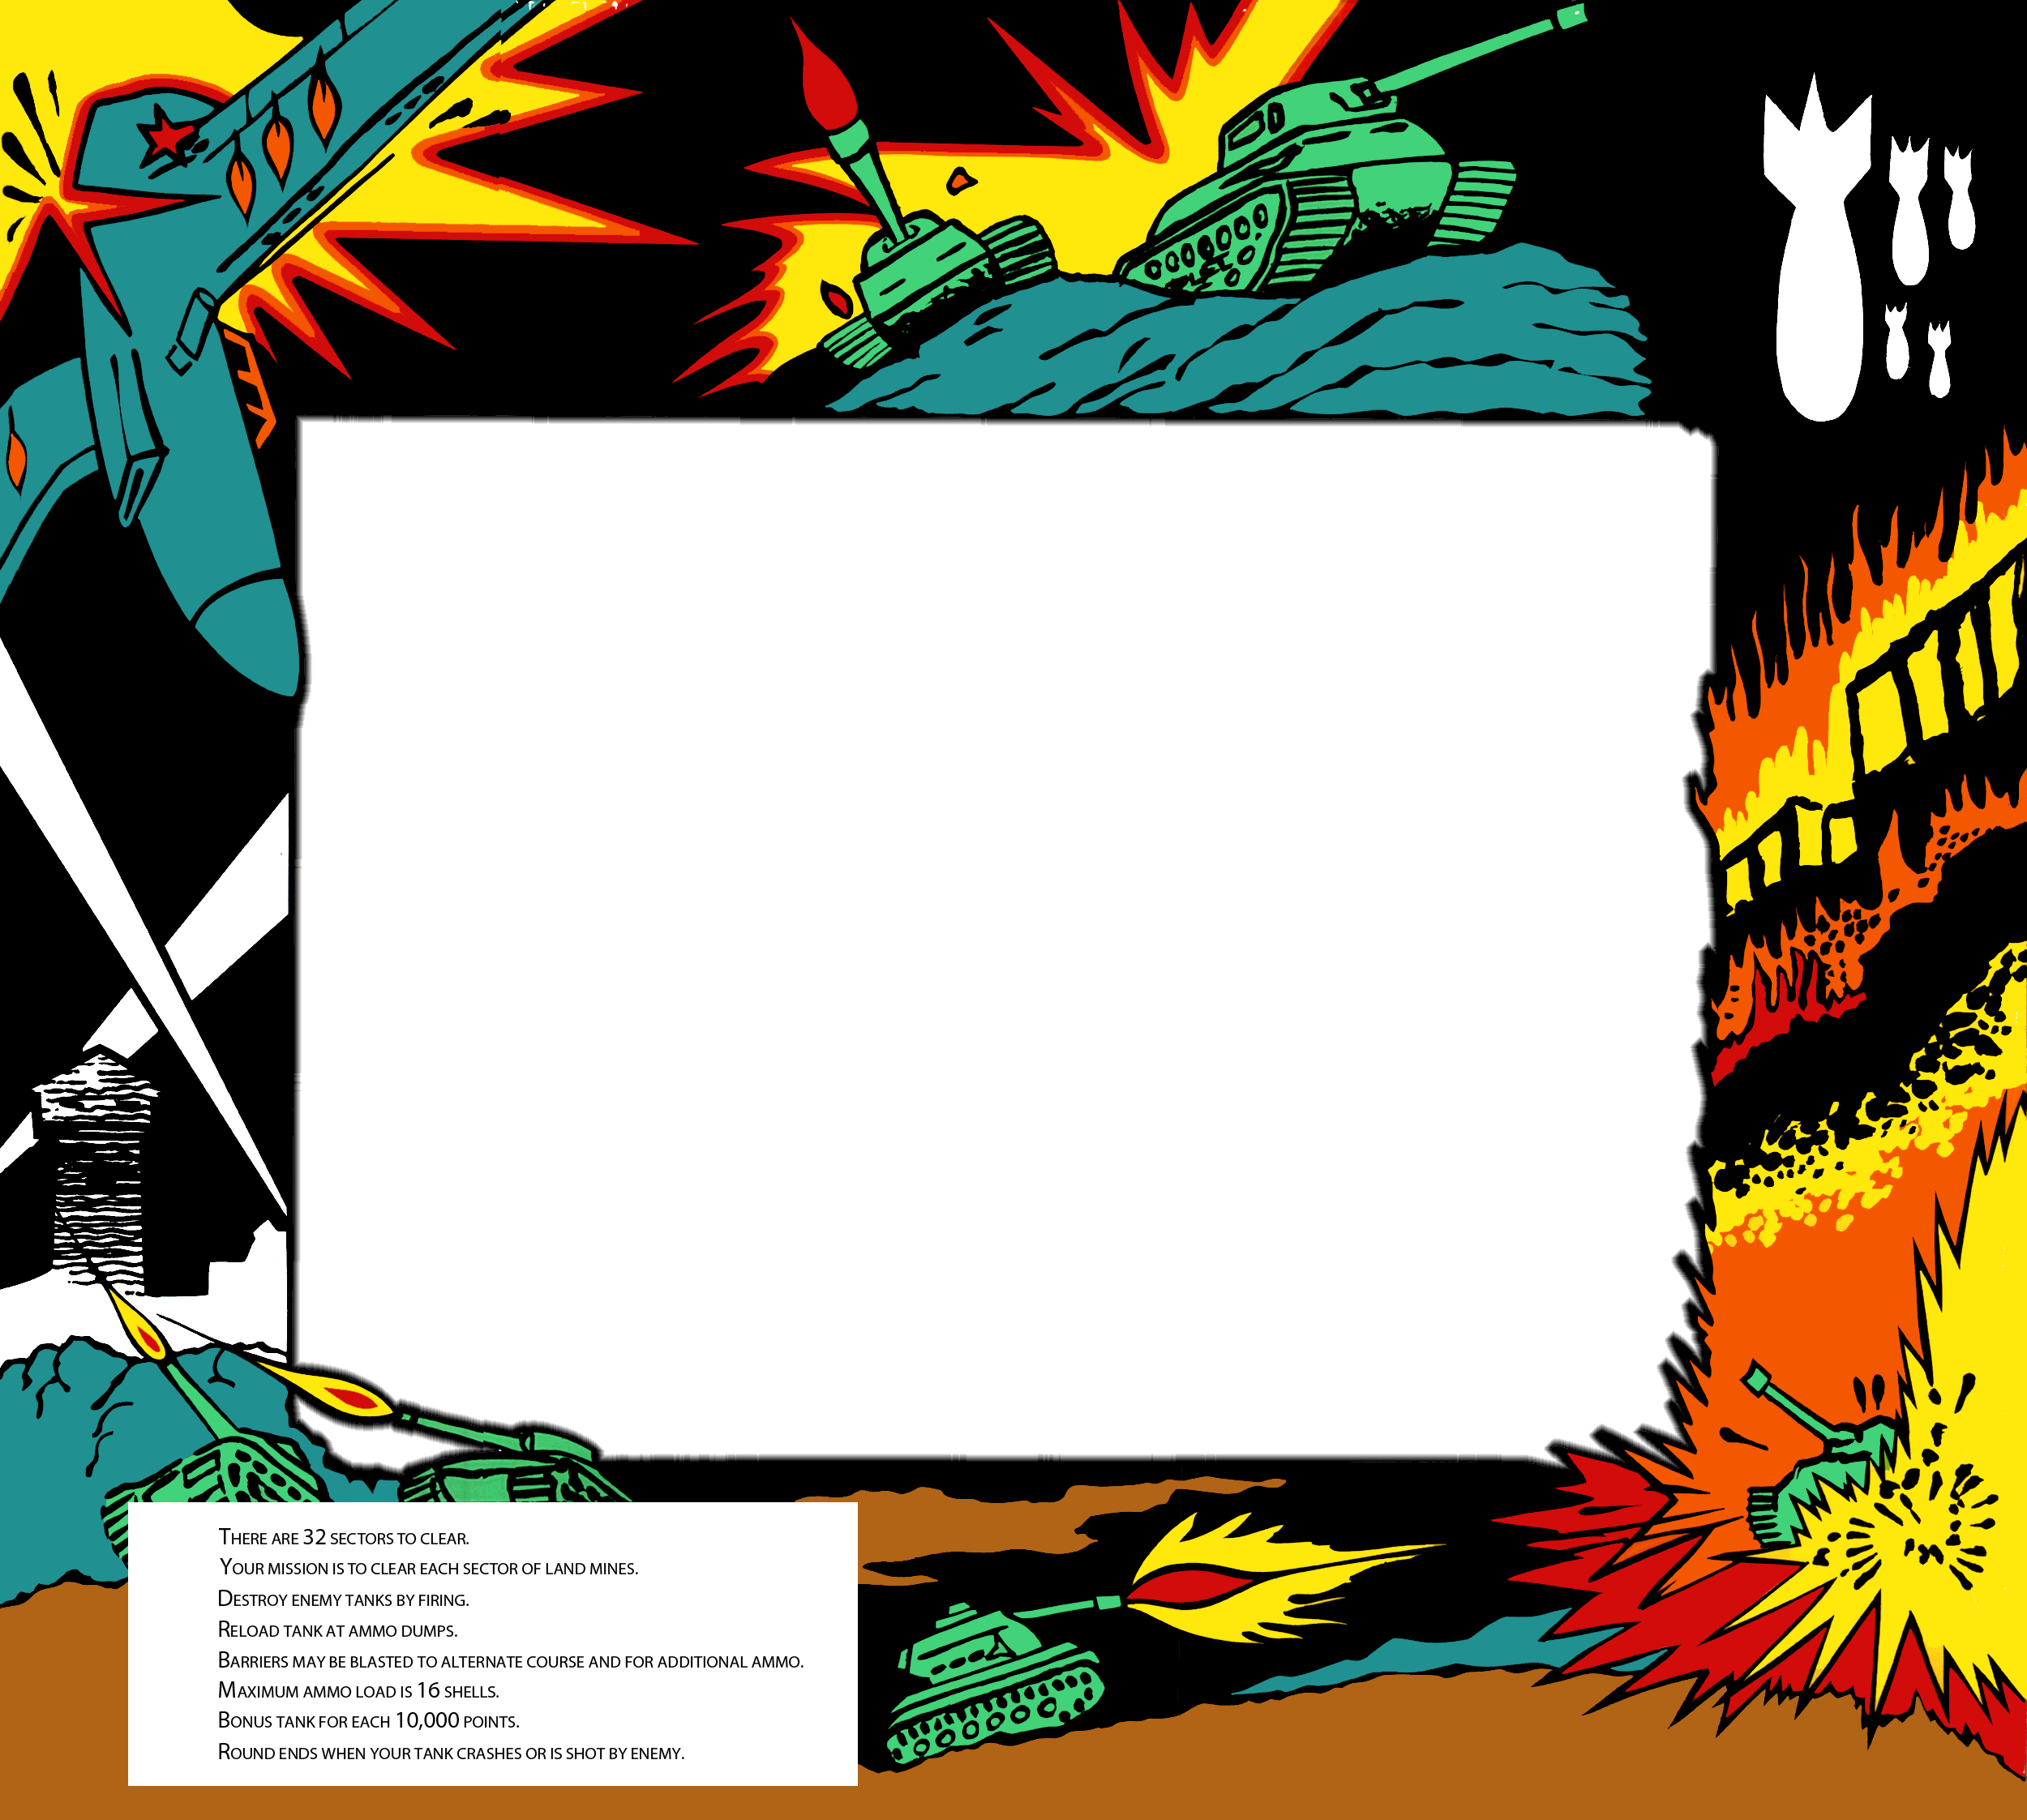 There are 32 sectors to clear.
Your mission is to clear each sector of land mines.
Destroy enemy tanks by firing.
Reload tank at ammo dumps.
Barriers may be blasted to alternate course and for additional ammo.
Maximum ammo load is 16 shells.
Bonus tank for each 10,000 points.
Round ends when your tank crashes or is shot by enemy.